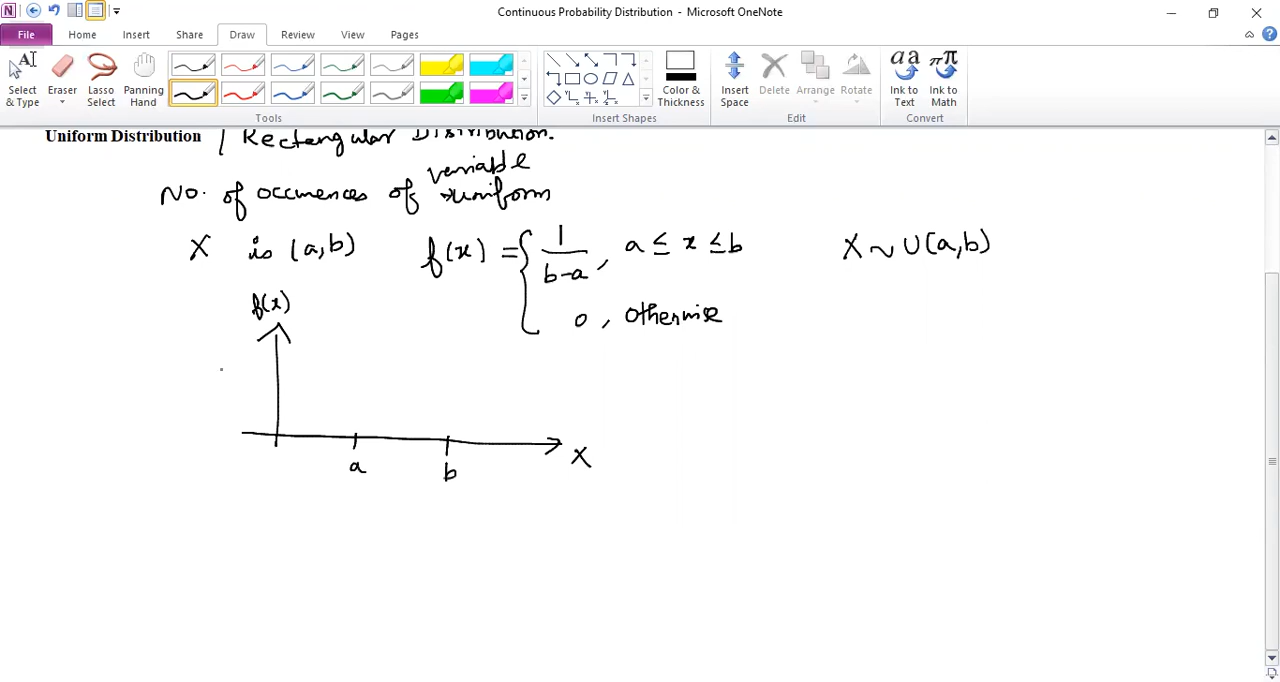 Continuous Probability Distribution - Microsoft OneNote
File Home Insert Share Draw Review View Pages
Select & Type Eraser Lasso Select Panning Hand Color & Thickness Insert Space Delete Arrange Rotate Ink to Text Ink to Math
Tools Insert Shapes Edit Convert
Uniform Distribution / Rectangular Distribution.
variable
No. of occurences of uniform
X is (a,b) f(x) = { 1/(b-a), a ≤ x ≤ b X ~ U(a,b)
0, otherwise
f(x)
X
a b